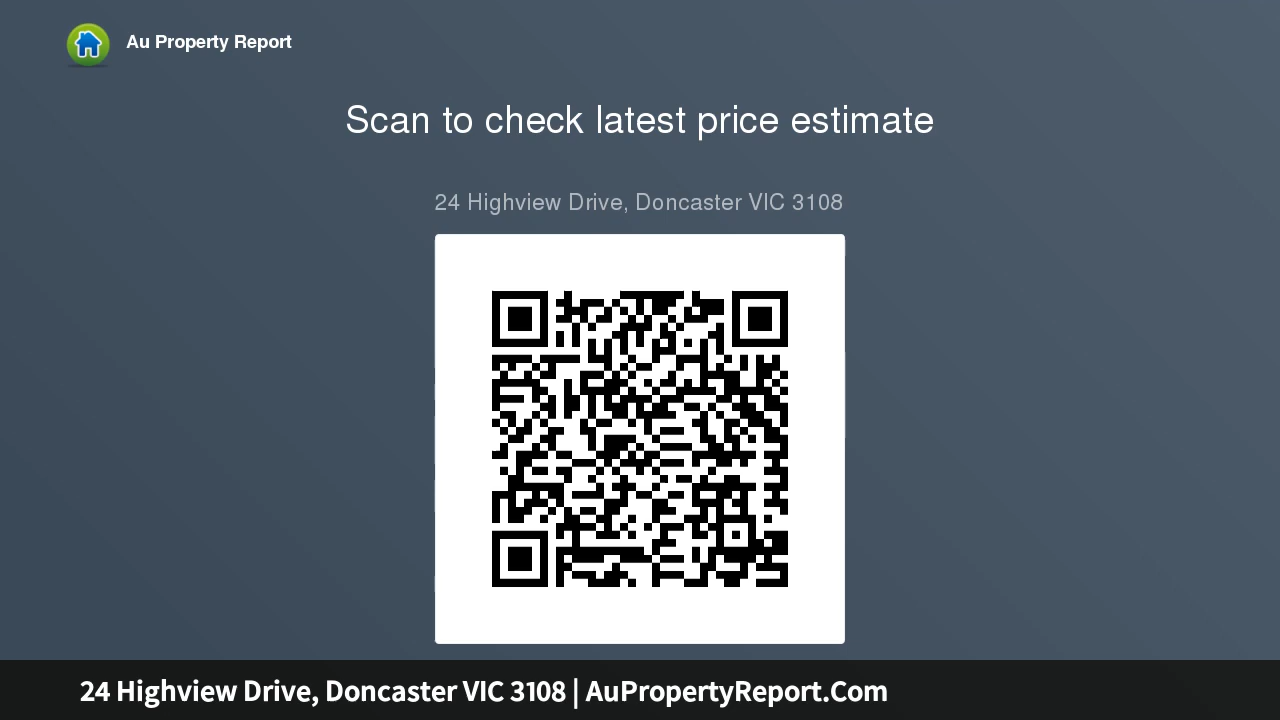 Au Property Report
Scan to check latest price estimate
24 Highview Drive, Doncaster VIC 3108
24 Highview Drive, Doncaster VIC 3108 | AuPropertyReport.Com